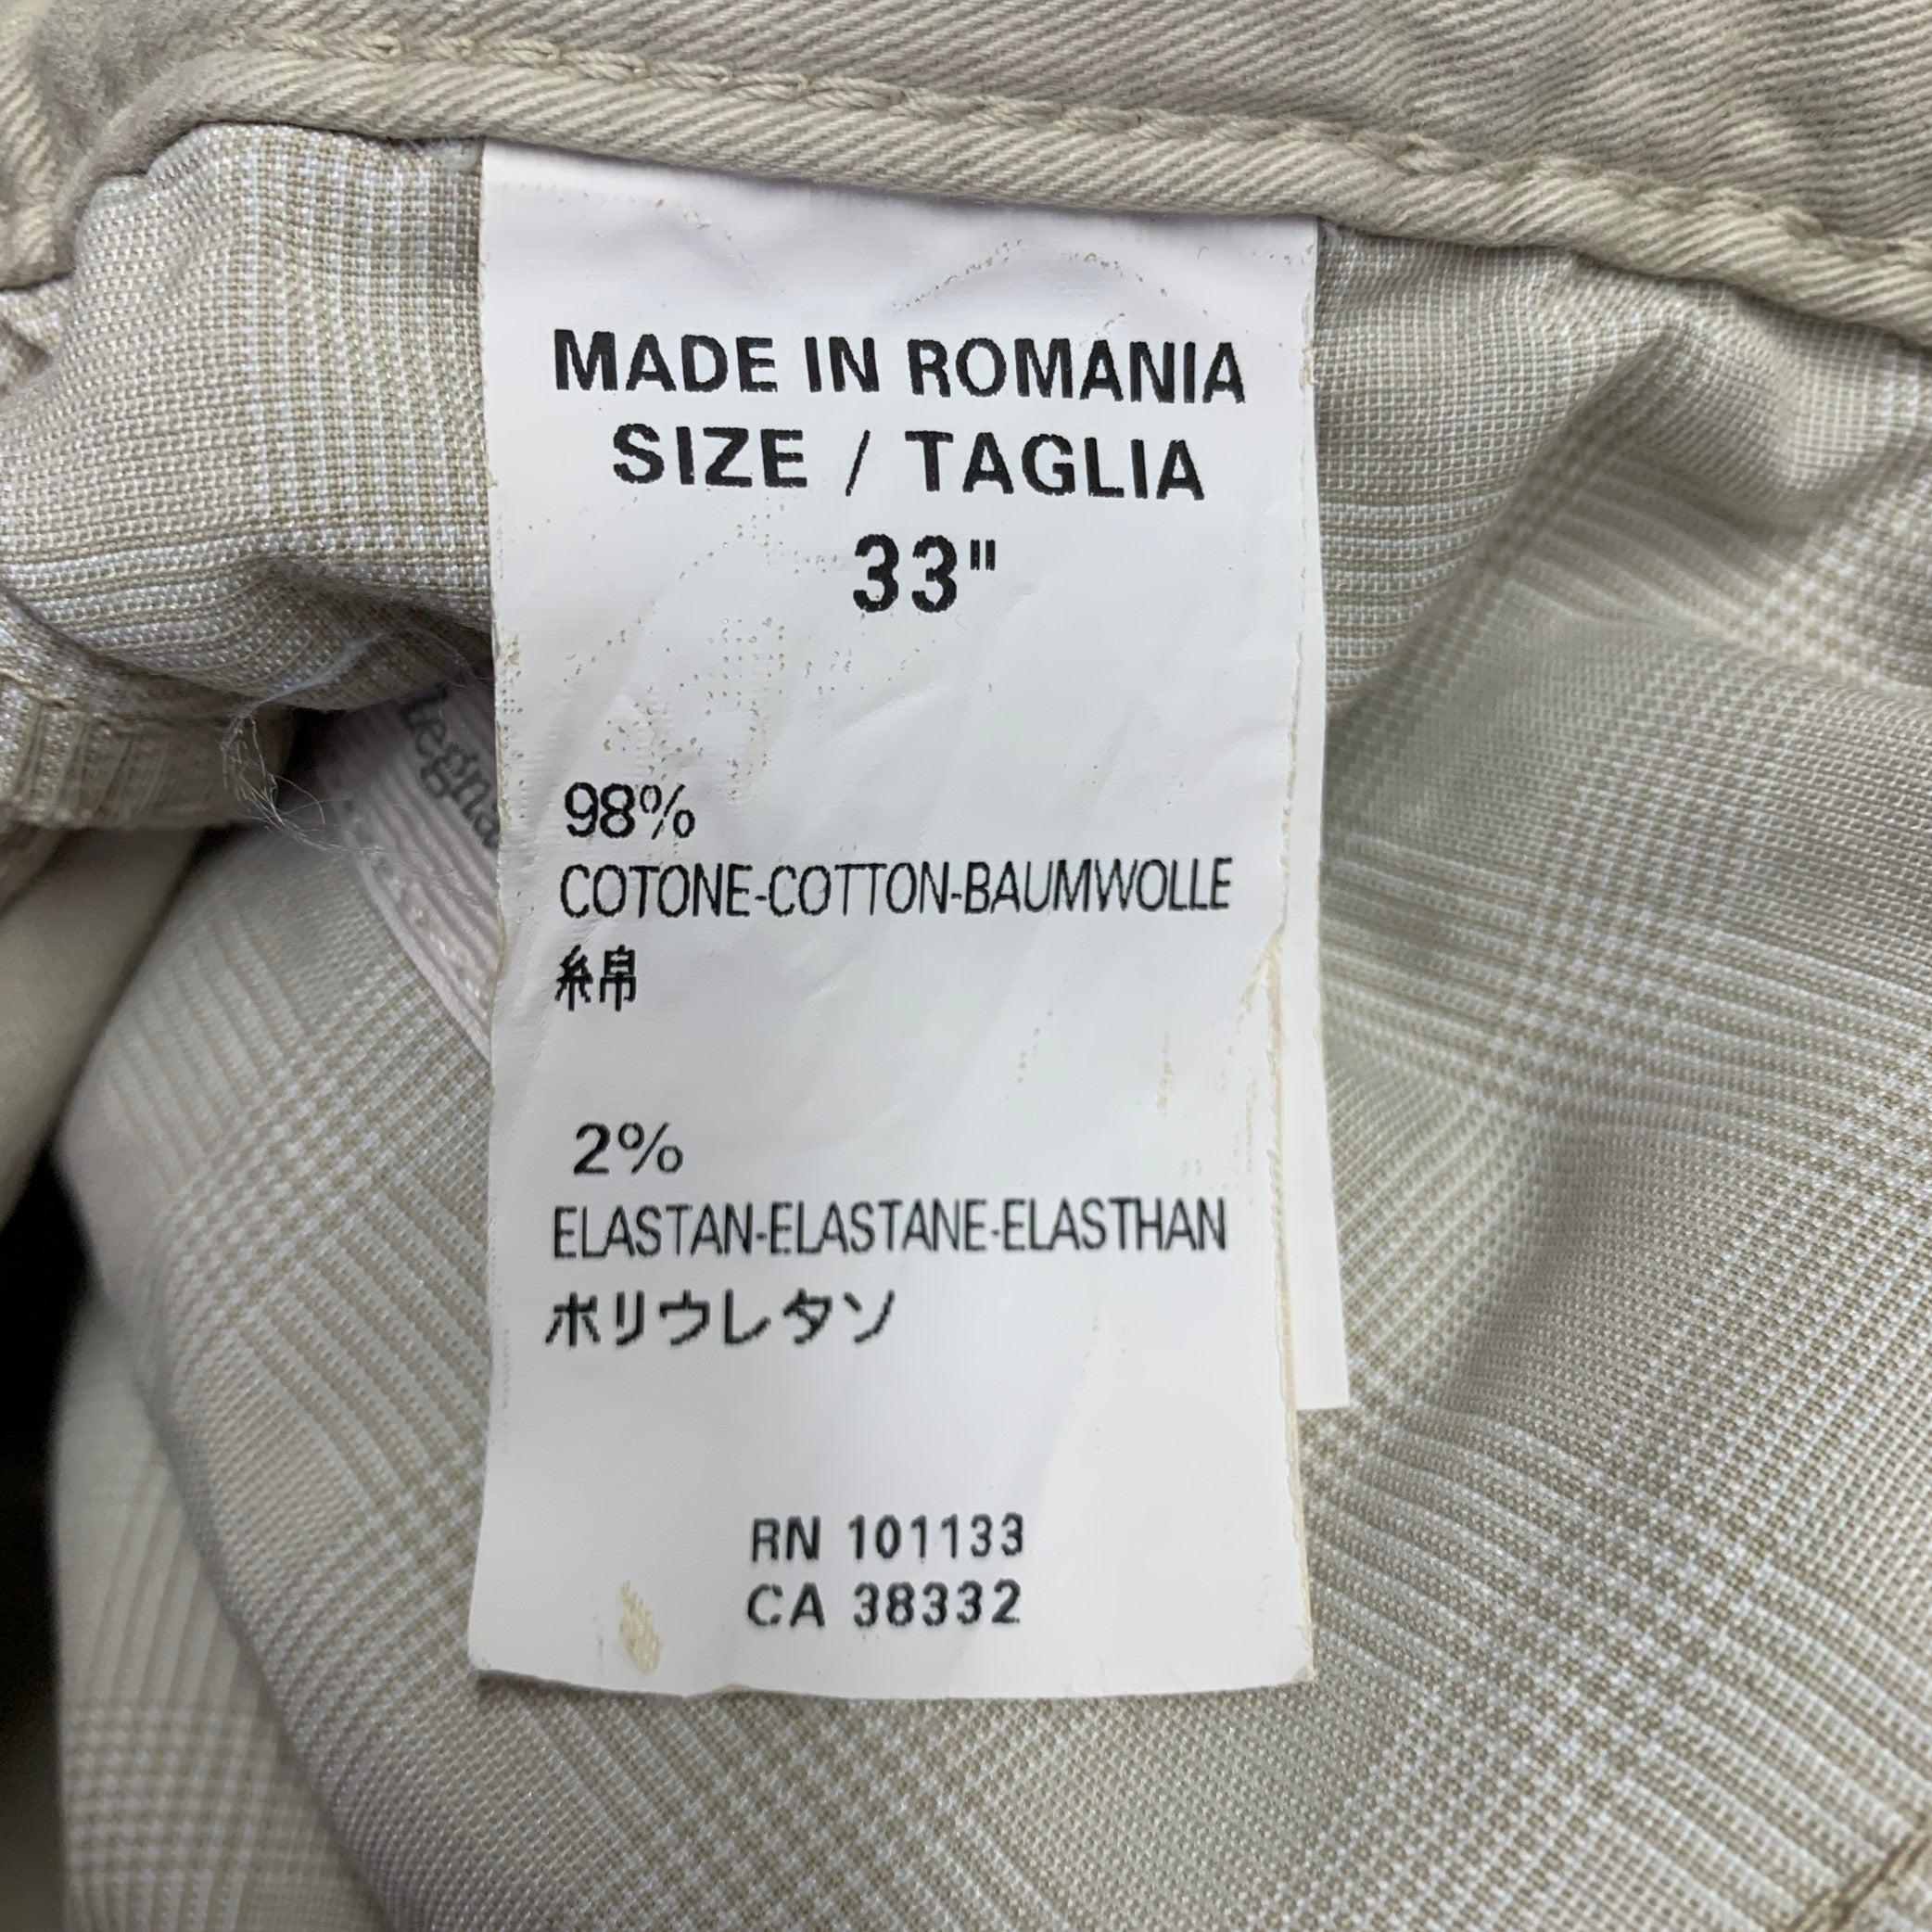 MADE IN ROMANIA
SIZE / TAGLIA
33"
98%
COTONE-COTTON-BAUMWOLLE
綿
2%
ELASTAN-ELASTANE-ELASTHAN
ポリウレタン
RN 101133
CA 38332